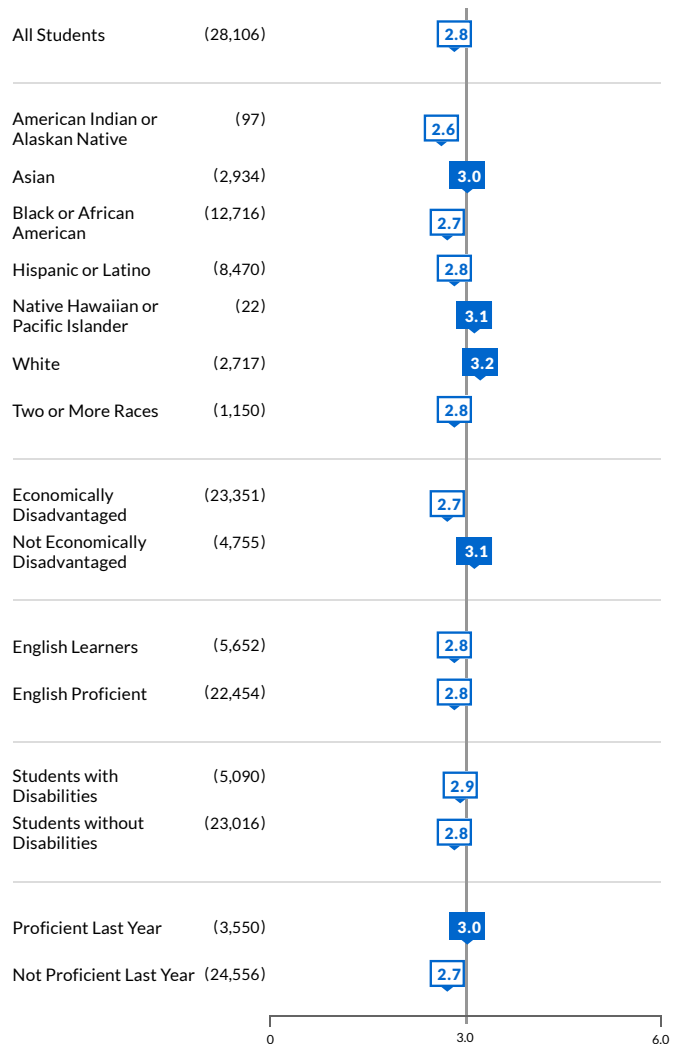 All Students (28,106) 2.8
American Indian or
Alaskan Native (97) 2.6
Asian (2,934) 3.0
Black or African
American (12,716) 2.7
Hispanic or Latino (8,470) 2.8
Native Hawaiian or
Pacific Islander (22) 3.1
White (2,717) 3.2
Two or More Races (1,150) 2.8
Economically
Disadvantaged (23,351) 2.7
Not Economically
Disadvantaged (4,755) 3.1
English Learners (5,652) 2.8
English Proficient (22,454) 2.8
Students with
Disabilities (5,090) 2.9
Students without
Disabilities (23,016) 2.8
Proficient Last Year (3,550) 3.0
Not Proficient Last Year (24,556) 2.7
0 3.0 6.0